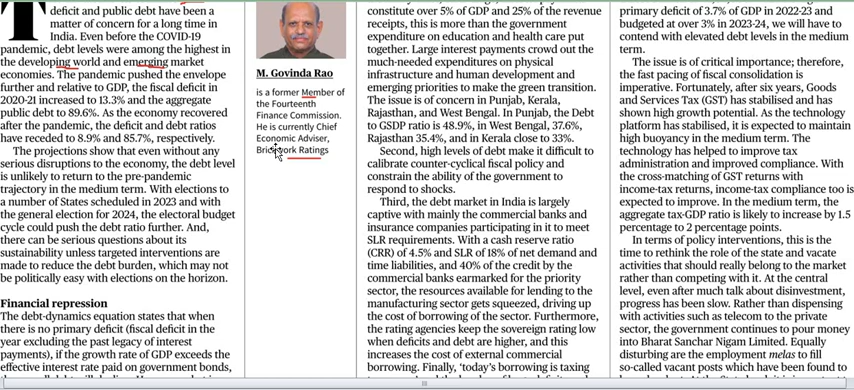 T
deficit and public debt have been a
matter of concern for a long time in
India. Even before the COVID-19
pandemic, debt levels were among the highest in
the developing world and emerging market
economies. The pandemic pushed the envelope
further and relative to GDP, the fiscal deficit in
2020-21 increased to 13.3% and the aggregate
public debt to 89.6%. As the economy recovered
after the pandemic, the deficit and debt ratios
have receded to 8.9% and 85.7%, respectively.
The projections show that even without any
serious disruptions to the economy, the debt level
is unlikely to return to the pre-pandemic
trajectory in the medium term. With elections to
a number of States scheduled in 2023 and with
the general election for 2024, the electoral budget
cycle could push the debt ratio further. And,
there can be serious questions about its
sustainability unless targeted interventions are
made to reduce the debt burden, which may not
be politically easy with elections on the horizon.
Financial repression
The debt-dynamics equation states that when
there is no primary deficit (fiscal deficit in the
year excluding the past legacy of interest
payments), if the growth rate of GDP exceeds the
effective interest rate paid on government bonds,
M. Govinda Rao
is a former Member of
the Fourteenth
Finance Commission.
He is currently Chief
Economic Adviser,
Brickwork Ratings
constitute over 5% of GDP and 25% of the revenue
receipts, this is more than the government
expenditure on education and health care put
together. Large interest payments crowd out the
much-needed expenditures on physical
infrastructure and human development and
emerging priorities to make the green transition.
The issue is of concern in Punjab, Kerala,
Rajasthan, and West Bengal. In Punjab, the Debt
to GSDP ratio is 48.9%, in West Bengal, 37.6%,
Rajasthan 35.4%, and in Kerala close to 33%.
Second, high levels of debt make it difficult to
calibrate counter-cyclical fiscal policy and
constrain the ability of the government to
respond to shocks.
Third, the debt market in India is largely
captive with mainly the commercial banks and
insurance companies participating in it to meet
SLR requirements. With a cash reserve ratio
(CRR) of 4.5% and SLR of 18% of net demand and
time liabilities, and 40% of the credit by the
commercial banks earmarked for the priority
sector, the resources available for lending to the
manufacturing sector gets squeezed, driving up
the cost of borrowing of the sector. Furthermore,
the rating agencies keep the sovereign rating low
when deficits and debt are higher, and this
increases the cost of external commercial
borrowing. Finally, ‘today’s borrowing is taxing
primary deficit of 3.7% of GDP in 2022-23 and
budgeted at over 3% in 2023-24, we will have to
contend with elevated debt levels in the medium
term.
The issue is of critical importance; therefore,
the fast pacing of fiscal consolidation is
imperative. Fortunately, after six years, Goods
and Services Tax (GST) has stabilised and has
shown high growth potential. As the technology
platform has stabilised, it is expected to maintain
high buoyancy in the medium term. The
technology has helped to improve tax
administration and improved compliance. With
the cross-matching of GST returns with
income-tax returns, income-tax compliance too is
expected to improve. In the medium term, the
aggregate tax-GDP ratio is likely to increase by 1.5
percentage to 2 percentage points.
In terms of policy interventions, this is the
time to rethink the role of the state and vacate
activities that should really belong to the market
rather than competing with it. At the central
level, even after much talk about disinvestment,
progress has been slow. Rather than dispensing
with activities such as telecom to the private
sector, the government continues to pour money
into Bharat Sanchar Nigam Limited. Equally
disturbing are the employment melas to fill
so-called vacant posts which have been found to